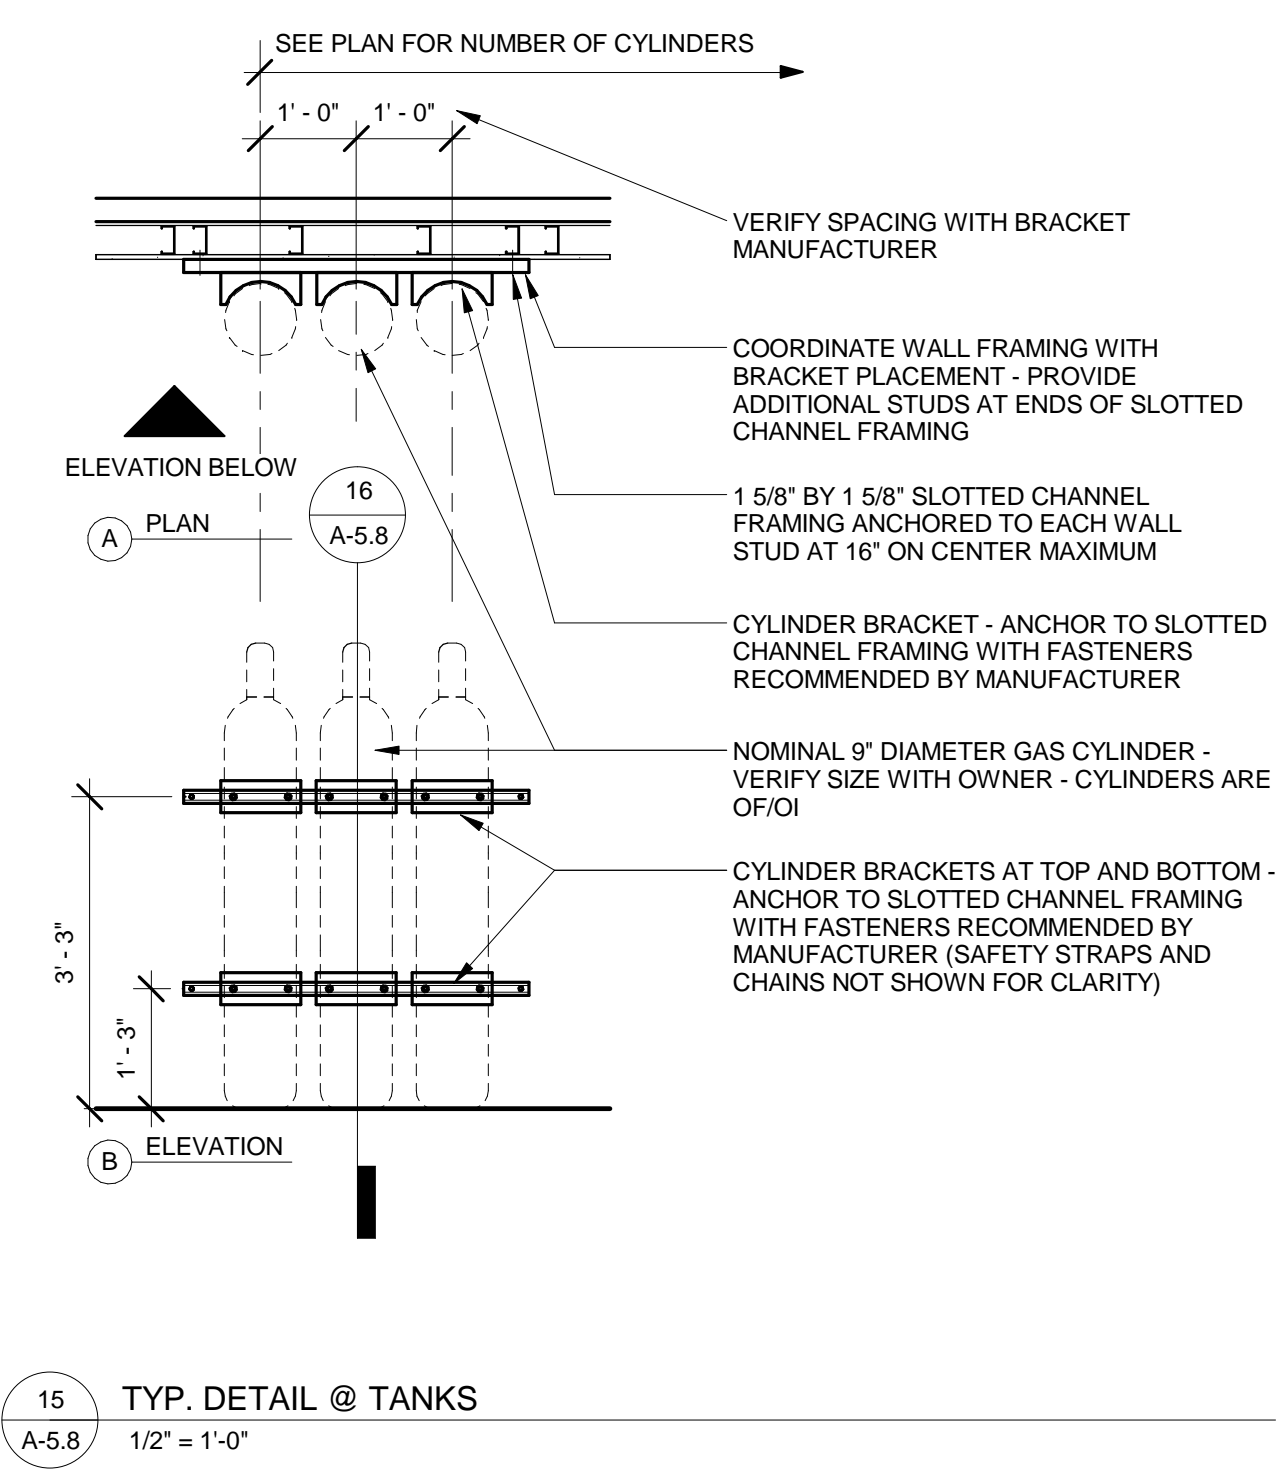 SEE PLAN FOR NUMBER OF CYLINDERS
1' - 0" 1' - 0"
VERIFY SPACING WITH BRACKET
MANUFACTURER
COORDINATE WALL FRAMING WITH
BRACKET PLACEMENT - PROVIDE
ADDITIONAL STUDS AT ENDS OF SLOTTED
CHANNEL FRAMING
ELEVATION BELOW
16
A-5.8
A PLAN
1 5/8" BY 1 5/8" SLOTTED CHANNEL
FRAMING ANCHORED TO EACH WALL
STUD AT 16" ON CENTER MAXIMUM
CYLINDER BRACKET - ANCHOR TO SLOTTED
CHANNEL FRAMING WITH FASTENERS
RECOMMENDED BY MANUFACTURER
NOMINAL 9" DIAMETER GAS CYLINDER -
VERIFY SIZE WITH OWNER - CYLINDERS ARE
OF/OI
CYLINDER BRACKETS AT TOP AND BOTTOM -
ANCHOR TO SLOTTED CHANNEL FRAMING
WITH FASTENERS RECOMMENDED BY
MANUFACTURER (SAFETY STRAPS AND
CHAINS NOT SHOWN FOR CLARITY)
3' - 3"
1' - 3"
B ELEVATION
15
A-5.8
TYP. DETAIL @ TANKS
1/2" = 1'-0"